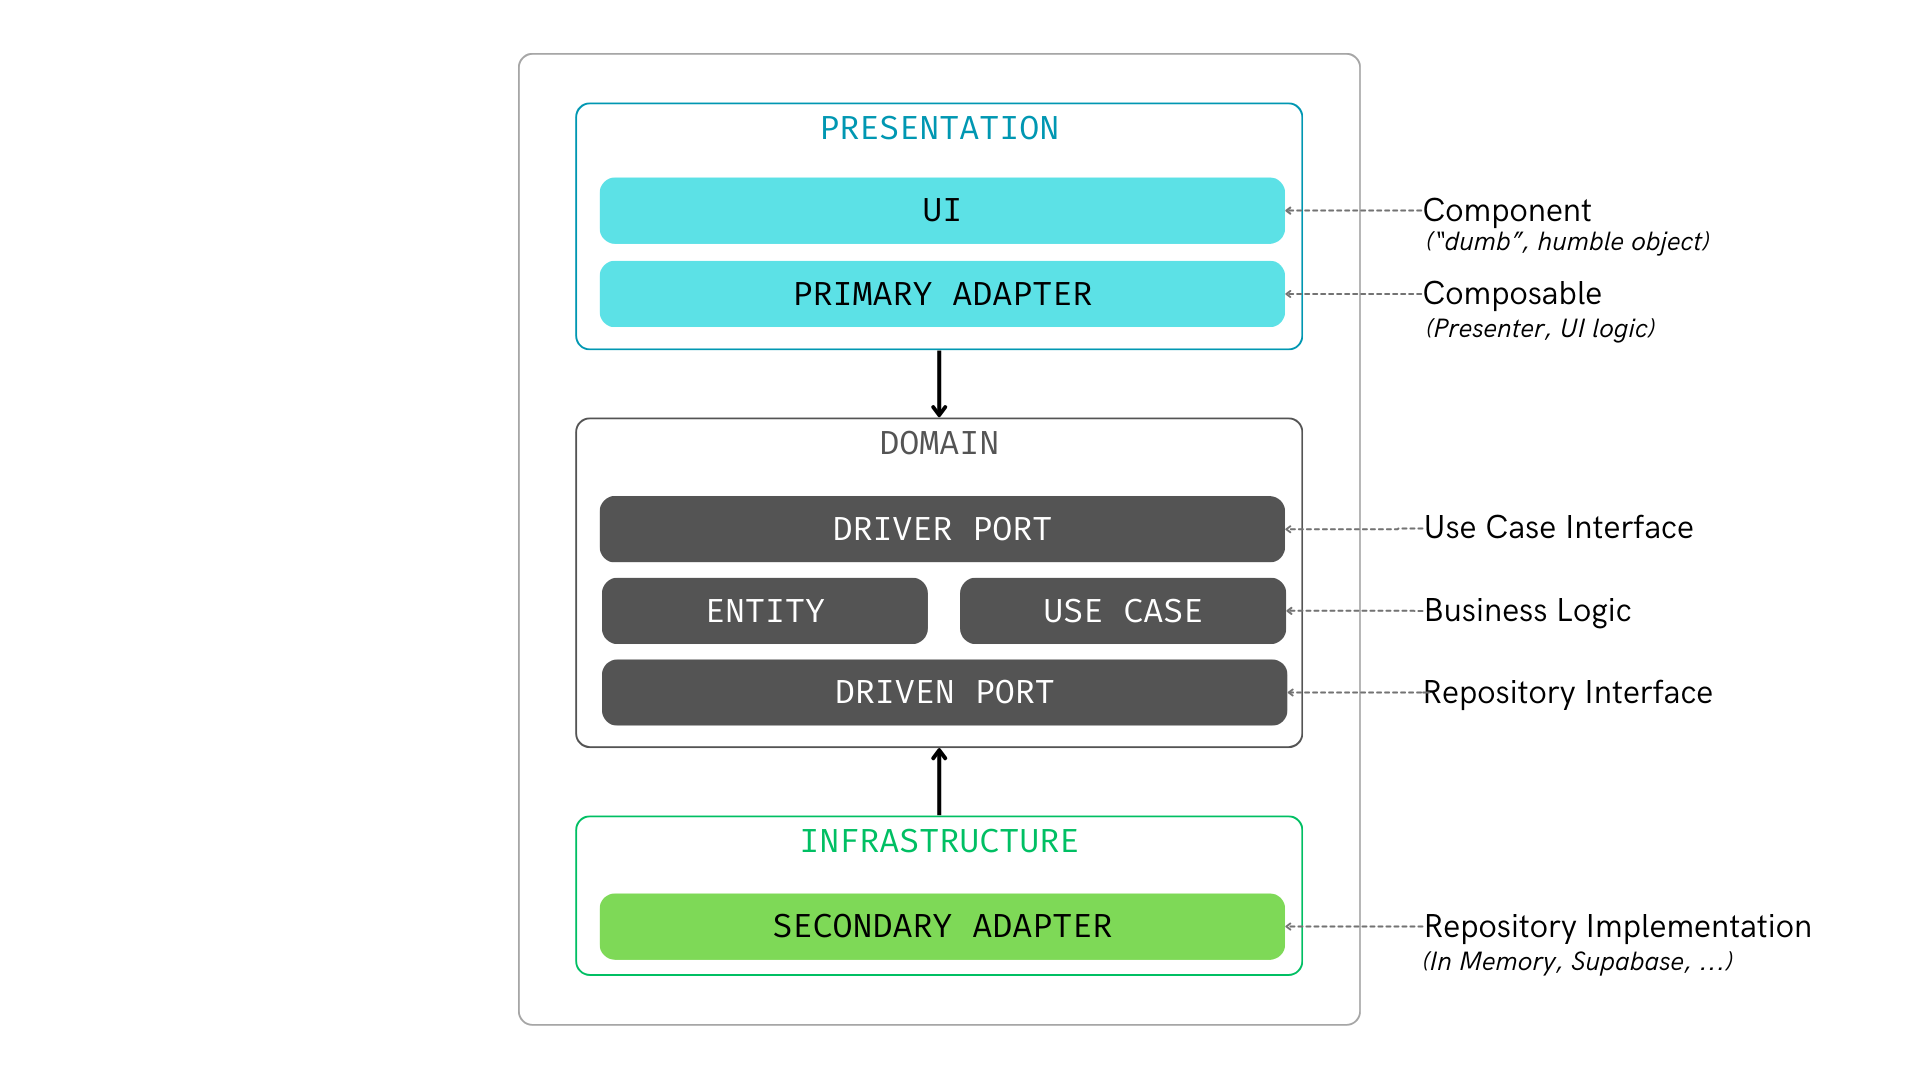 PRESENTATION
UI
Component
(“dumb”, humble object)
PRIMARY ADAPTER
Composable
(Presenter, UI logic)
DOMAIN
DRIVER PORT
Use Case Interface
ENTITY
USE CASE
Business Logic
DRIVEN PORT
Repository Interface
INFRASTRUCTURE
SECONDARY ADAPTER
Repository Implementation
(In Memory, Supabase, ...)